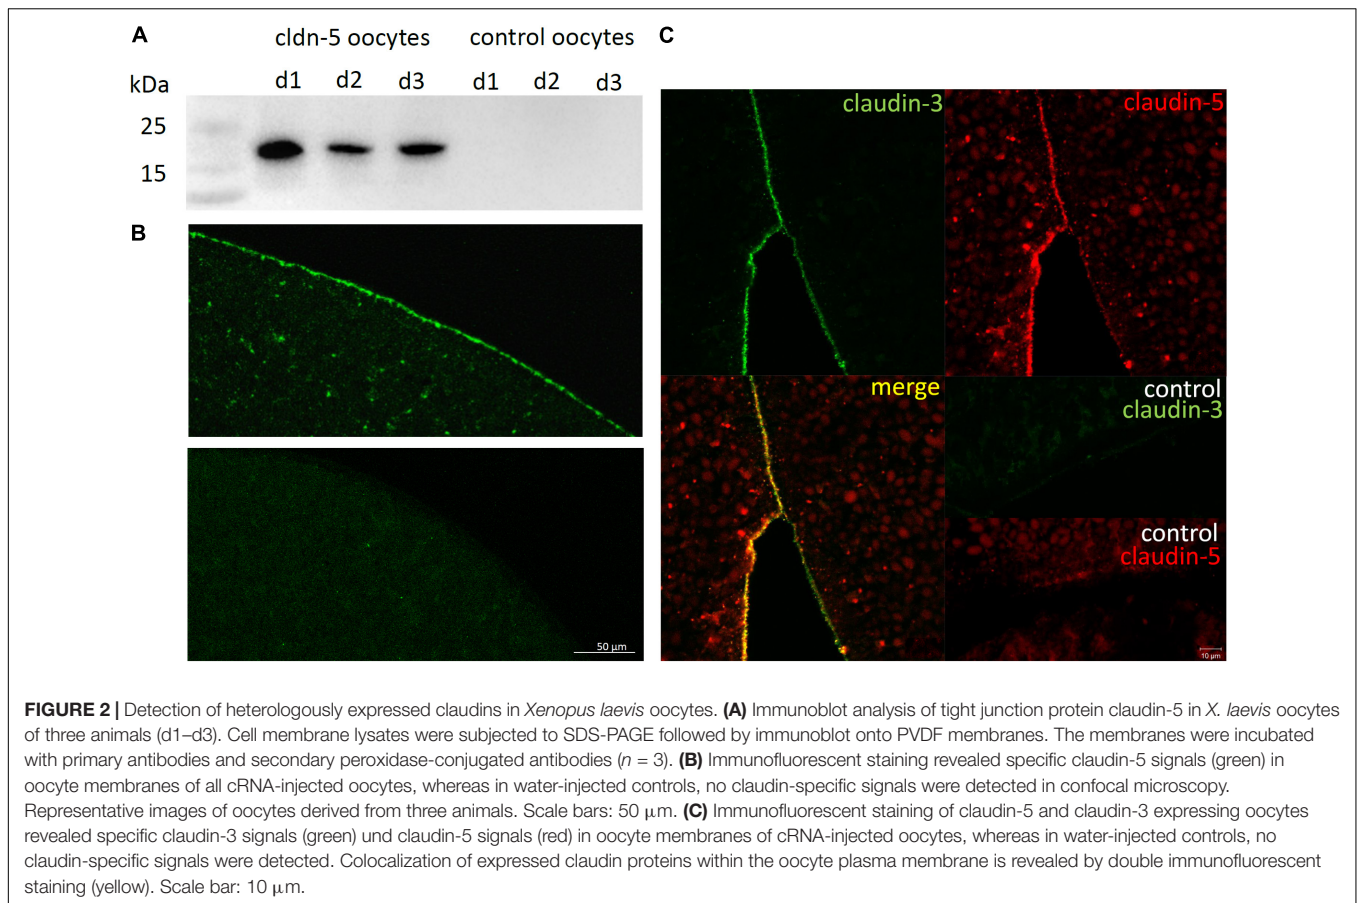 A
cldn-5 oocytes
control oocytes
kDa
d1
d2
d3
d1
d2
d3
25
15
B
50 µm
C
claudin-3
claudin-5
merge
control
claudin-3
control
claudin-5
10 µm
FIGURE 2 | Detection of heterologously expressed claudins in Xenopus laevis oocytes. (A) Immunoblot analysis of tight junction protein claudin-5 in X. laevis oocytes
of three animals (d1–d3). Cell membrane lysates were subjected to SDS-PAGE followed by immunoblot onto PVDF membranes. The membranes were incubated
with primary antibodies and secondary peroxidase-conjugated antibodies (n = 3). (B) Immunofluorescent staining revealed specific claudin-5 signals (green) in
oocyte membranes of all cRNA-injected oocytes, whereas in water-injected controls, no claudin-specific signals were detected in confocal microscopy.
Representative images of oocytes derived from three animals. Scale bars: 50 µm. (C) Immunofluorescent staining of claudin-5 and claudin-3 expressing oocytes
revealed specific claudin-3 signals (green) und claudin-5 signals (red) in oocyte membranes of cRNA-injected oocytes, whereas in water-injected controls, no
claudin-specific signals were detected. Colocalization of expressed claudin proteins within the oocyte plasma membrane is revealed by double immunofluorescent
staining (yellow). Scale bar: 10 µm.